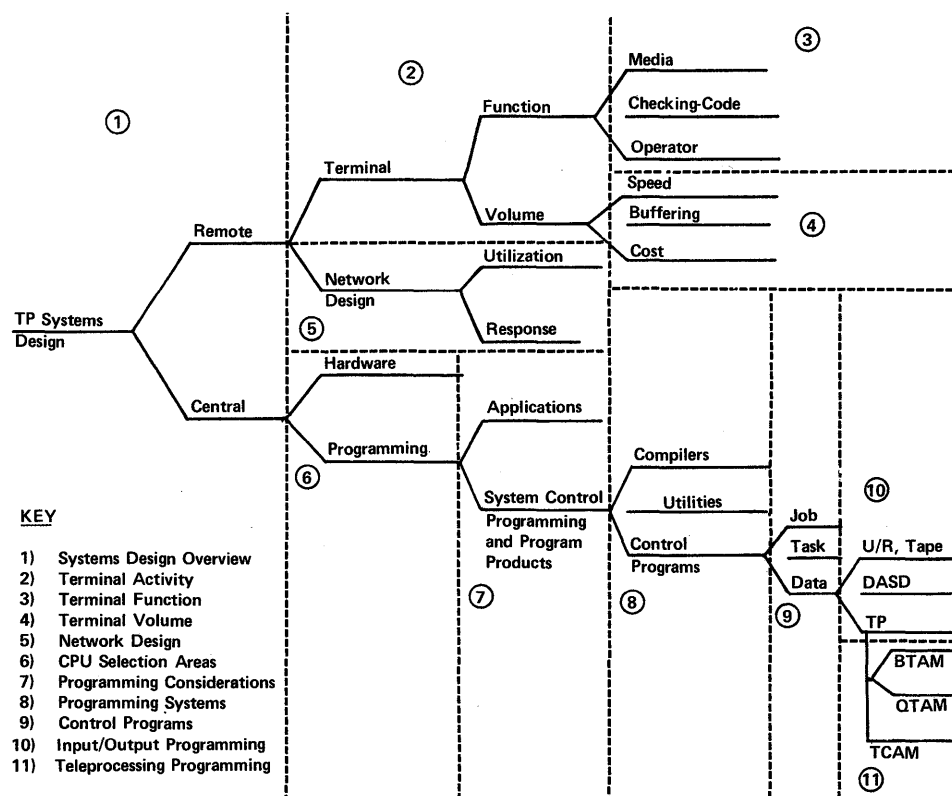 ③
Media
②
Function
Checking-Code
①
Operator
Terminal
Speed
Volume
Buffering
④
Remote
Utilization
Cost
Network
Design
TP Systems
Design
⑤
Response
Hardware
Central
Applications
Programming
Compilers
⑥
⑩
System Control
Programming
and Program
Products
Utilities
Job
KEY
Control
Programs
Task
U/R, Tape
Data
DASD
⑦
⑧
⑨
TP
BTAM
QTAM
TCAM
⑪
1) Systems Design Overview
2) Terminal Activity
3) Terminal Function
4) Terminal Volume
5) Network Design
6) CPU Selection Areas
7) Programming Considerations
8) Programming Systems
9) Control Programs
10) Input/Output Programming
11) Teleprocessing Programming